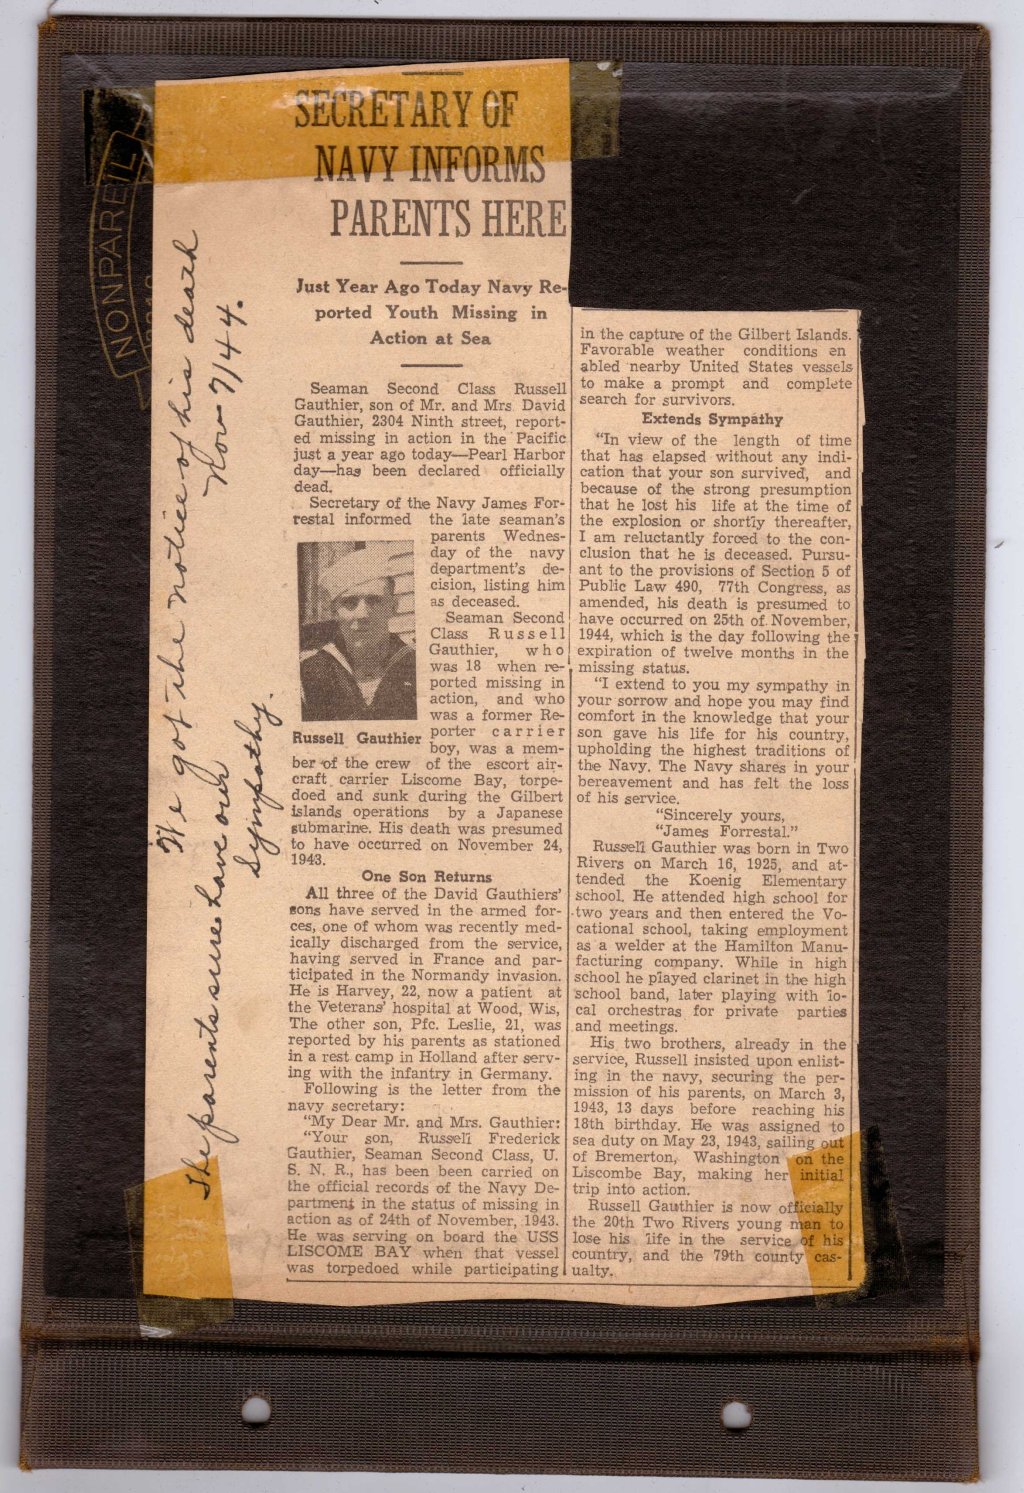 SECRETARY OF
NAVY INFORMS
PARENTS HERE
Just Year Ago Today Navy Re-
ported Youth Missing in
Action at Sea
Seaman Second Class Russell
Gauthier, son of Mr. and Mrs. David
Gauthier, 2304 Ninth street, report-
ed missing in action in the Pacific
just a year ago today—Pearl Harbor
day—has been declared officially
dead.
Secretary of the Navy James For-
restal informed the late seaman's
parents Wednes-
day of the navy
department's de-
cision, listing him
as deceased.
Seaman Second
Class Russell
Gauthier, who
was 18 when re-
ported missing in
action, and who
was a former Re-
porter carrier
boy, was a mem-
Russell Gauthier
ber of the crew of the escort air-
craft carrier Liscome Bay, torpe-
doed and sunk during the Gilbert
islands operations by a Japanese
submarine. His death was presumed
to have occurred on November 24,
1943.
One Son Returns
All three of the David Gauthiers'
sons have served in the armed for-
ces, one of whom was recently med-
ically discharged from the service,
having served in France and par-
ticipated in the Normandy invasion.
He is Harvey, 22, now a patient at
the Veterans' hospital at Wood, Wis,
The other son, Pfc. Leslie, 21, was
reported by his parents as stationed
in a rest camp in Holland after serv-
ing with the infantry in Germany.
Following is the letter from the
navy secretary:
"My Dear Mr. and Mrs. Gauthier:
"Your son, Russell Frederick
Gauthier, Seaman Second Class, U.
S. N. R., has been been carried on
the official records of the Navy De-
partment in the status of missing in
action as of 24th of November, 1943.
He was serving on board the USS
LISCOME BAY when that vessel
was torpedoed while participating
in the capture of the Gilbert Islands.
Favorable weather conditions en
abled nearby United States vessels
to make a prompt and complete
search for survivors.
Extends Sympathy
"In view of the length of time
that has elapsed without any indi-
cation that your son survived, and
because of the strong presumption
that he lost his life at the time of
the explosion or shortly thereafter,
I am reluctantly forced to the con-
clusion that he is deceased. Pursu-
ant to the provisions of Section 5 of
Public Law 490, 77th Congress, as
amended, his death is presumed to
have occurred on 25th of November,
1944, which is the day following the
expiration of twelve months in the
missing status.
"I extend to you my sympathy in
your sorrow and hope you may find
comfort in the knowledge that your
son gave his life for his country,
upholding the highest traditions of
the Navy. The Navy shares in your
bereavement and has felt the loss
of his service.
"Sincerely yours,
"James Forrestal."
Russell Gauthier was born in Two
Rivers on March 16, 1925, and at-
tended the Koenig Elementary
school. He attended high school for
two years and then entered the Vo-
cational school, taking employment
as a welder at the Hamilton Manu-
facturing company. While in high
school he played clarinet in the high
school band, later playing with lo-
cal orchestras for private parties
and meetings.
His two brothers, already in the
service, Russell insisted upon enlist-
ing in the navy, securing the per-
mission of his parents, on March 3,
1943, 13 days before reaching his
18th birthday. He was assigned to
sea duty on May 23, 1943, sailing out
of Bremerton, Washington on the
Liscombe Bay, making her initial
trip into action.
Russell Gauthier is now officially
the 20th Two Rivers young man to
lose his life in the service of his
country, and the 79th county cas-
ualty.
We got the notice of his death
Nov 7/44.
The parents sure have our
Sympathy.
NONPAREIL